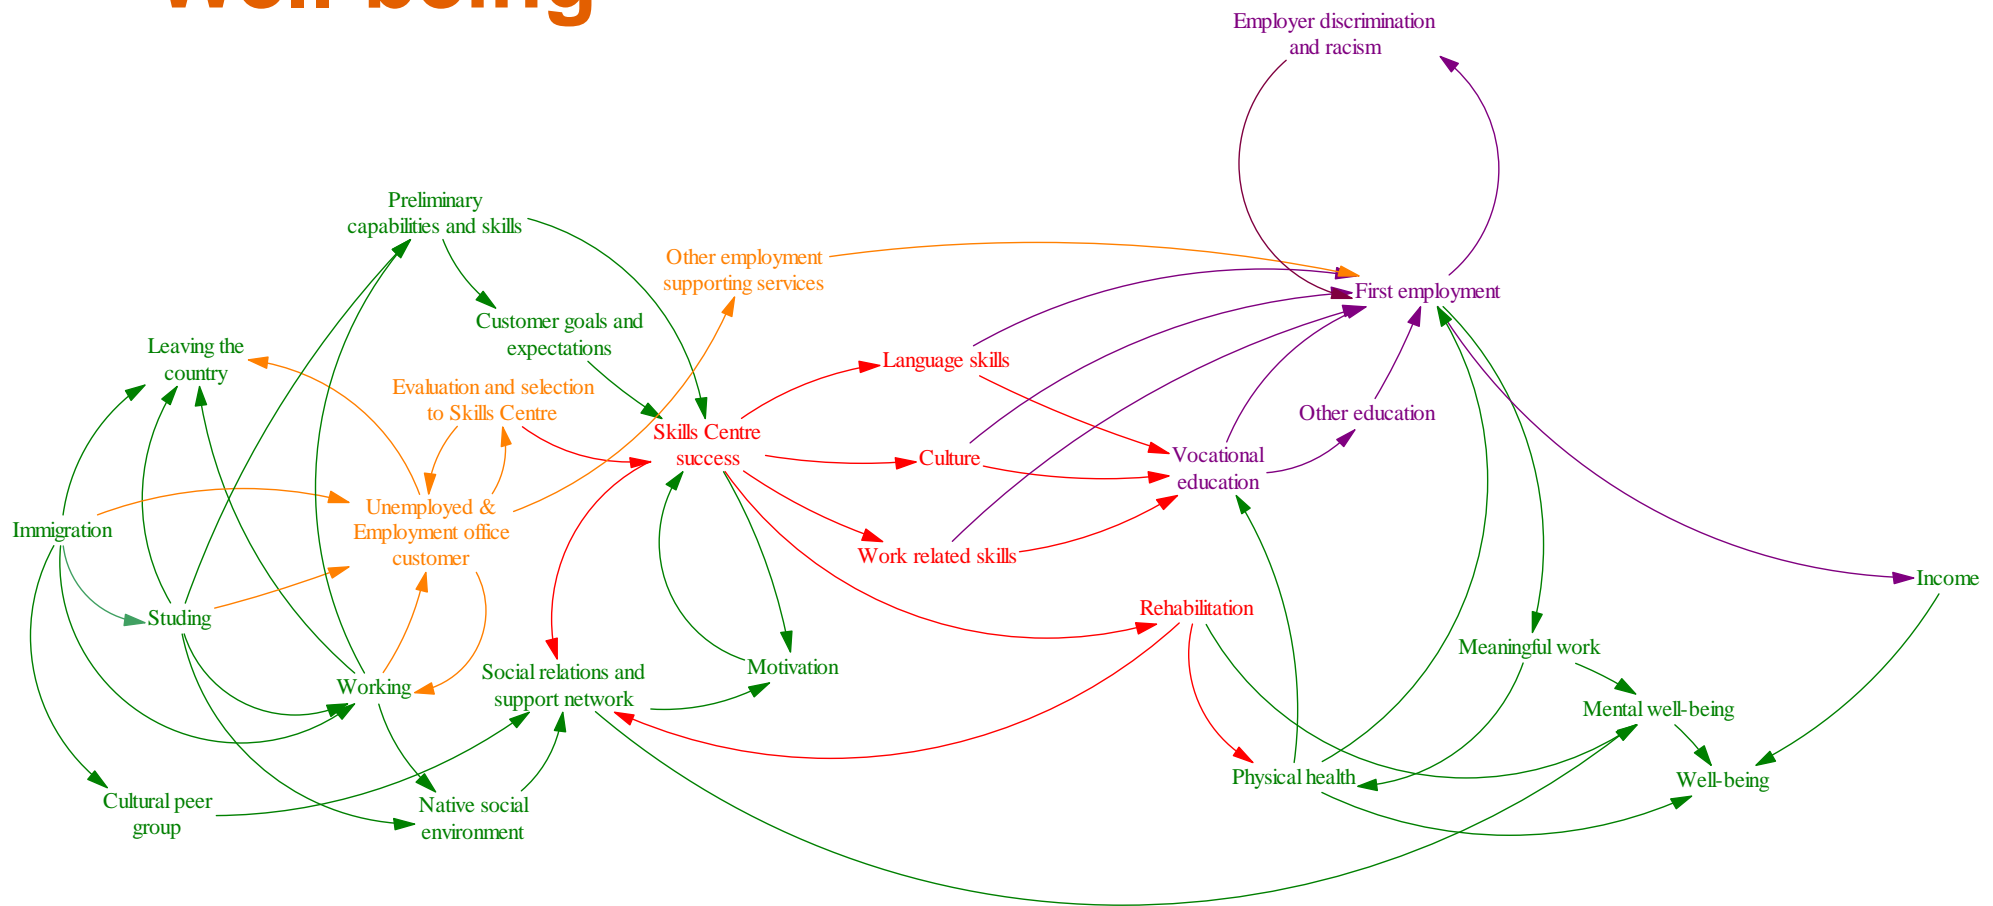 Well-being
Employer discrimination
and racism
Preliminary
capabilities and skills
Other employment
supporting services
First employment
Customer goals and
expectations
Leaving the
country
Language skills
Evaluation and selection
to Skills Centre
Other education
Skills Centre
success
Culture
Vocational
education
Unemployed &
Employment office
customer
Immigration
Work related skills
Income
Rehabilitation
Studing
Meaningful work
Motivation
Social relations and
support network
Working
Mental well-being
Physical health
Well-being
Cultural peer
group
Native social
environment